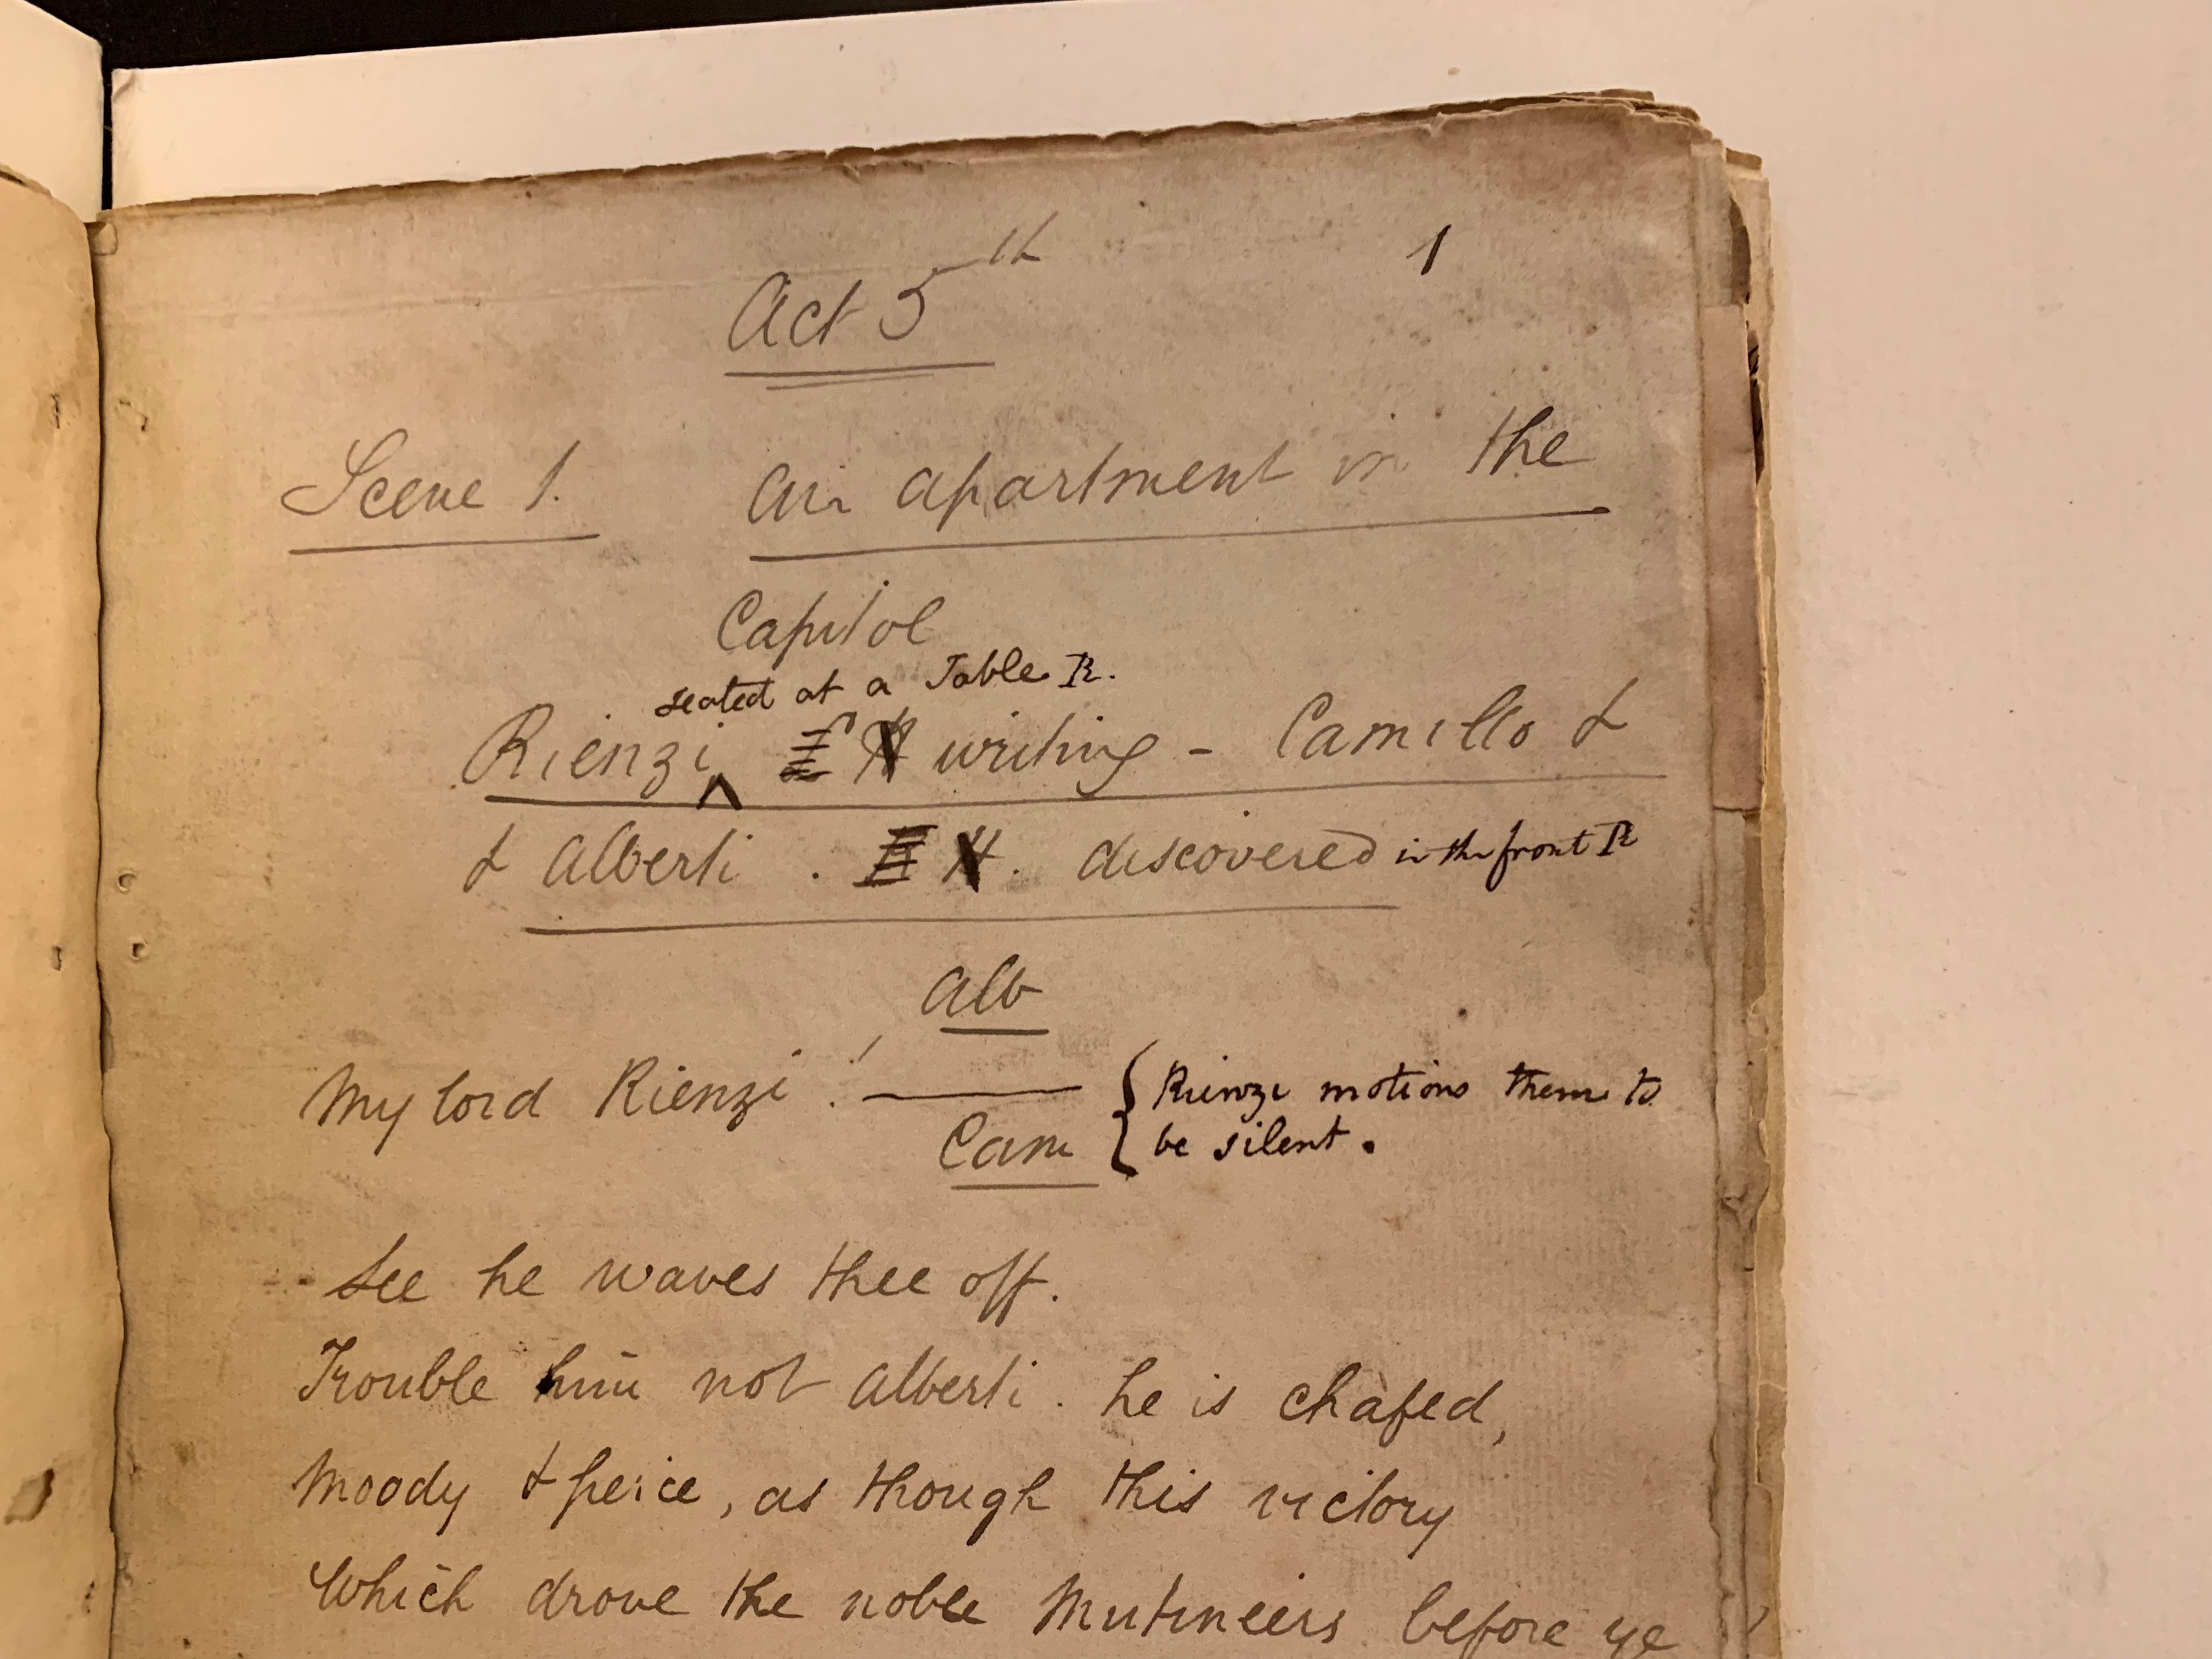 1
Act 5th
Scene 1. An apartment in the
Capitol
seated at a Table R.
Rienzi ^ writing - Camillo &
& Alberti . . discovered in the front R
Alb
My lord Rienzi !
Cam
{ Rienzi motions them to
be silent.
See he waves thee off.
Trouble him not Alberti. he is chafed,
Moody & feirce, as though this victory
Which drove the noble Mutineers before ye